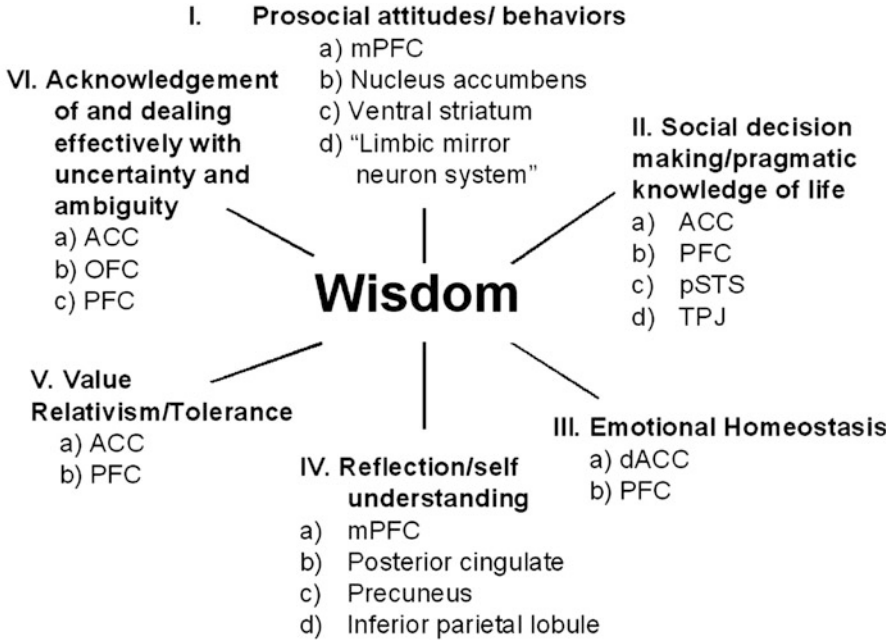 I. Prosocial attitudes/ behaviors
a) mPFC
b) Nucleus accumbens
c) Ventral striatum
d) “Limbic mirror
neuron system”
VI. Acknowledgement
of and dealing
effectively with
uncertainty and
ambiguity
a) ACC
b) OFC
c) PFC
II. Social decision
making/pragmatic
knowledge of life
a) ACC
b) PFC
c) pSTS
d) TPJ
Wisdom
V. Value
Relativism/Tolerance
a) ACC
b) PFC
IV. Reflection/self
understanding
a) mPFC
b) Posterior cingulate
c) Precuneus
d) Inferior parietal lobule
III. Emotional Homeostasis
a) dACC
b) PFC